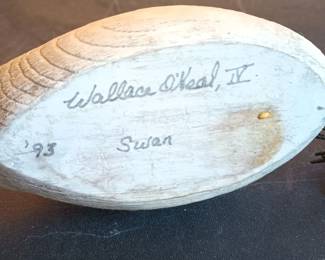 Wallace O'Neal, IV
'93 Swan